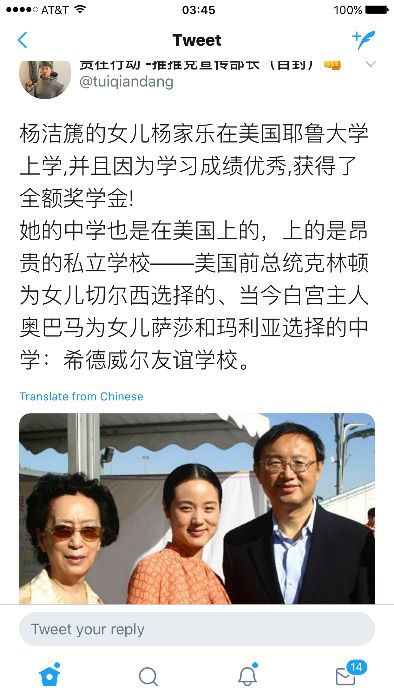 AT&T 03:45 100%
Tweet
在行动 宣传部长（自封）👊
@tuiqiandang
杨洁篪的女儿杨家乐在美国耶鲁大学
上学,并且因为学习成绩优秀,获得了
全额奖学金!
她的中学也是在美国上的，上的是昂
贵的私立学校——美国前总统克林顿
为女儿切尔西选择的、当今白宫主人
奥巴马为女儿萨莎和玛利亚选择的中
学：希德威尔友谊学校。
Translate from Chinese
Tweet your reply
14